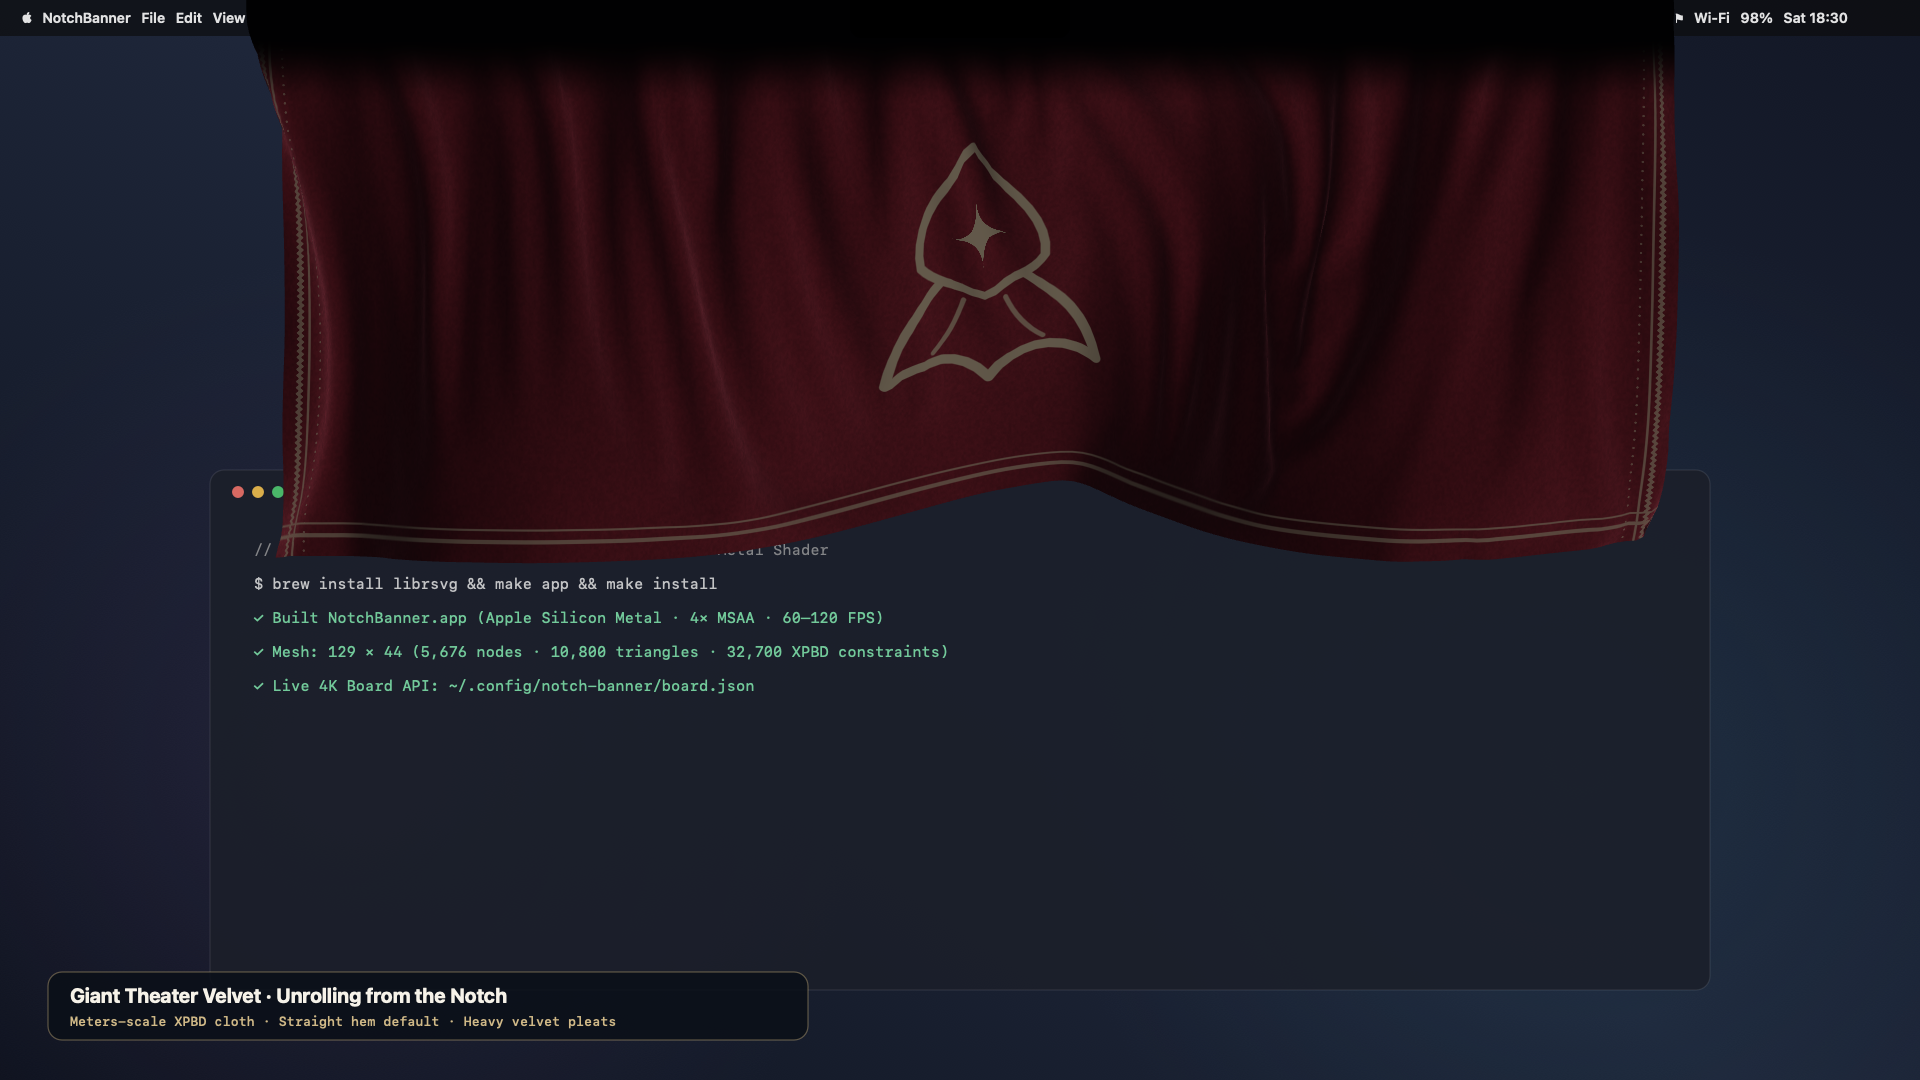 NotchBanner File Edit View
Wi-Fi 98% Sat 18:30
// Shader
$ brew install librsvg && make app && make install
✓ Built NotchBanner.app (Apple Silicon Metal · 4× MSAA · 60–120 FPS)
✓ Mesh: 129 × 44 (5,676 nodes · 10,800 triangles · 32,700 XPBD constraints)
✓ Live 4K Board API: ~/.config/notch-banner/board.json
Giant Theater Velvet · Unrolling from the Notch
Meters-scale XPBD cloth · Straight hem default · Heavy velvet pleats